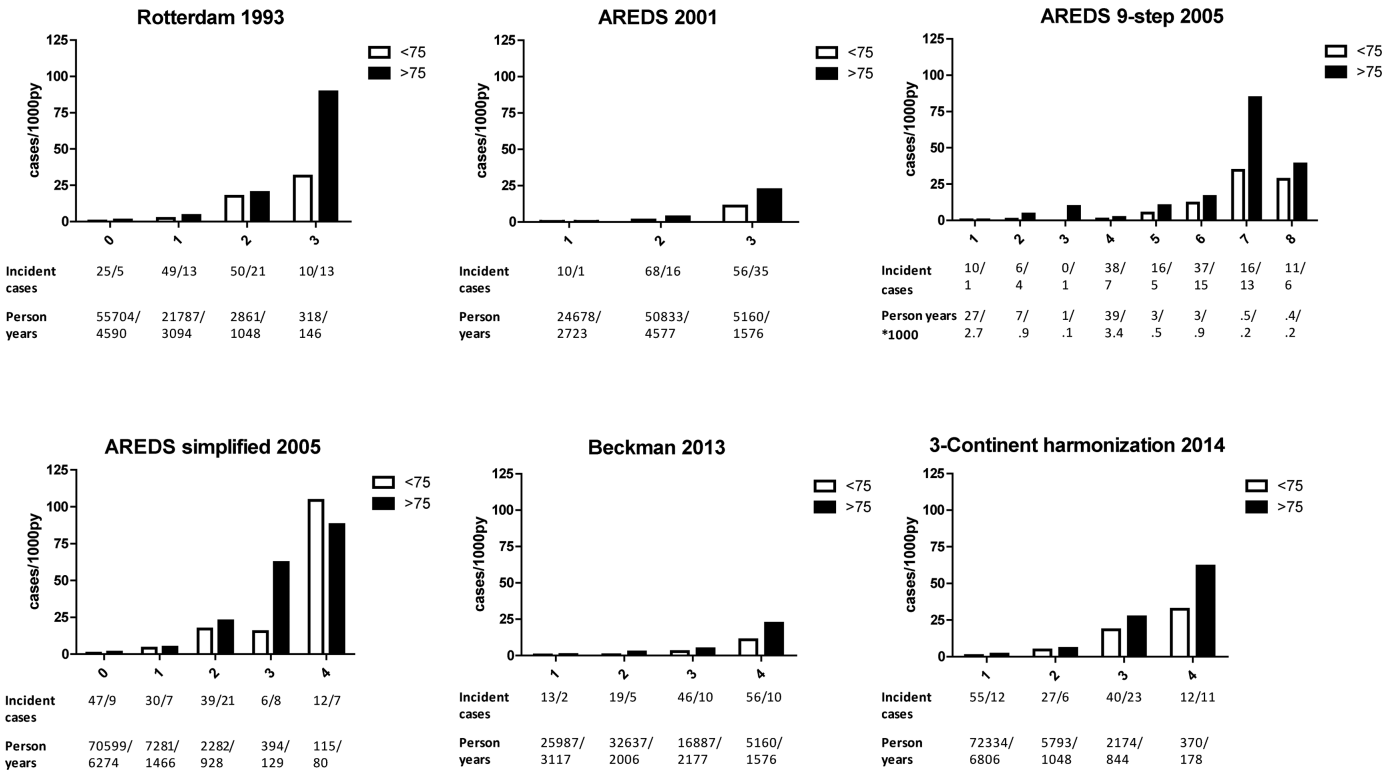 Rotterdam 1993
125
100
75
50
25
0
cases/1000py
<75
>75
0 1 2 3
Incident 25/5 49/13 50/21 10/13
cases
Person 55704/ 21787/ 2861/ 318/
years 4590 3094 1048 146
AREDS 2001
125
100
75
50
25
0
cases/1000py
<75
>75
1 2 3
Incident 10/1 68/16 56/35
cases
Person 24678/ 50833/ 5160/
years 2723 4577 1576
AREDS 9-step 2005
125
100
75
50
25
0
cases/1000py
<75
>75
1 2 3 4 5 6 7 8
Incident 10/ 6/ 0/ 38/ 16/ 37/ 16/ 11/
cases 1 4 1 7 5 15 13 6
Person years 27/ 7/ 1/ 39/ 3/ 3/ .5/ .4/
*1000 2.7 .9 .1 3.4 .5 .9 .2 .2
AREDS simplified 2005
125
100
75
50
25
0
cases/1000py
<75
>75
0 1 2 3 4
Incident 47/9 30/7 39/21 6/8 12/7
cases
Person 70599/ 7281/ 2282/ 394/ 115/
years 6274 1466 928 129 80
Beckman 2013
125
100
75
50
25
0
cases/1000py
<75
>75
1 2 3 4
Incident 13/2 19/5 46/10 56/10
cases
Person 25987/ 32637/ 16887/ 5160/
years 3117 2006 2177 1576
3-Continent harmonization 2014
125
100
75
50
25
0
cases/1000py
<75
>75
1 2 3 4
Incident 55/12 27/6 40/23 12/11
cases
Person 72334/ 5793/ 2174/ 370/
years 6806 1048 844 178